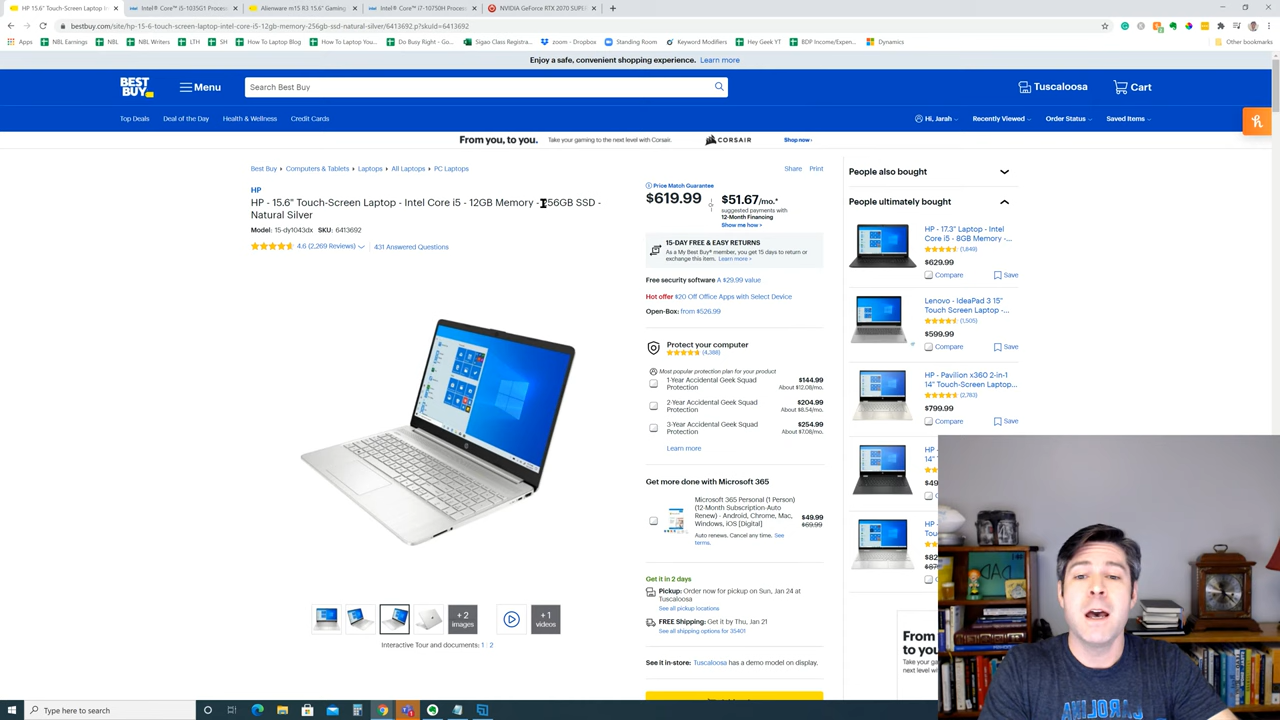 HP 15.6" Touch-Screen Laptop I
Intel® Core™ i5-1035G1 Process
Alienware m15 R3 15.6" Gaming
Intel® Core™ i7-10750H Process
NVIDIA GeForce RTX 2070 SUPE
bestbuy.com/site/hp-15-6-touch-screen-laptop-intel-core-i5-12gb-memory-256gb-ssd-natural-silver/6413692.p?skuId=6413692
Apps NBL Earnings NBL NBL Writers LTH SH How To Laptop Blog How To Laptop You... Do Busy Right - Go... Sigao Class Registra... zoom - Dropbox Standing Room Keyword Modifiers Hey Geek YT BDP Income/Expen... Dynamics Other bookmarks
Enjoy a safe, convenient shopping experience. Learn more
BEST BUY
Menu
Search Best Buy
Tuscaloosa
Cart
Top Deals Deal of the Day Health & Wellness Credit Cards
Hi, Jarah Recently Viewed Order Status Saved Items
From you, to you. Take your gaming to the next level with Corsair. CORSAIR Shop now
Best Buy Computers & Tablets Laptops All Laptops PC Laptops
Share Print
HP
HP - 15.6" Touch-Screen Laptop - Intel Core i5 - 12GB Memory - 256GB SSD -
Natural Silver
Model: 15-dy1043dx SKU: 6413692
4.6 (2,269 Reviews) 431 Answered Questions
+ 2
images
+ 1
videos
Interactive Tour and documents: 1 | 2
Price Match Guarantee
$619.99
or
$51.67/mo.*
suggested payments with
12-Month Financing
Show me how
15-DAY FREE & EASY RETURNS
As a My Best Buy® member, you get 15 days to return or
exchange this item. Learn more
Free security software A $29.99 value
Hot offer $20 Off Office Apps with Select Device
Open-Box: from $526.99
Protect your computer
(4,388)
Most popular protection plan for your product
1-Year Accidental Geek Squad
Protection
$144.99
About $12.08/mo.
2-Year Accidental Geek Squad
Protection
$204.99
About $8.54/mo.
3-Year Accidental Geek Squad
Protection
$254.99
About $7.08/mo.
Learn more
Get more done with Microsoft 365
Microsoft 365 Personal (1 Person)
(12-Month Subscription-Auto
Renew) - Android, Chrome, Mac,
Windows, iOS [Digital]
$49.99
$69.99
Auto renews. Cancel any time. See
terms.
Get it in 2 days
Pickup: Order now for pickup on Sun, Jan 24 at
Tuscaloosa
See all pickup locations
FREE Shipping: Get it by Thu, Jan 21
See all shipping options for 35401
See it in-store: Tuscaloosa has a demo model on display.
People also bought
People ultimately bought
HP - 17.3" Laptop - Intel
Core i5 - 8GB Memory -...
(1,849)
$629.99
Compare Save
Lenovo - IdeaPad 3 15"
Touch Screen Laptop -...
(1,505)
$599.99
Compare Save
HP - Pavilion x360 2-in-1
14" Touch-Screen Laptop...
(2,783)
$799.99
Compare Save
HP -
14"
$49
HP -
Tou
$82
From
to you
Take your ga
next level
DAD
CAROLINA
Type here to search